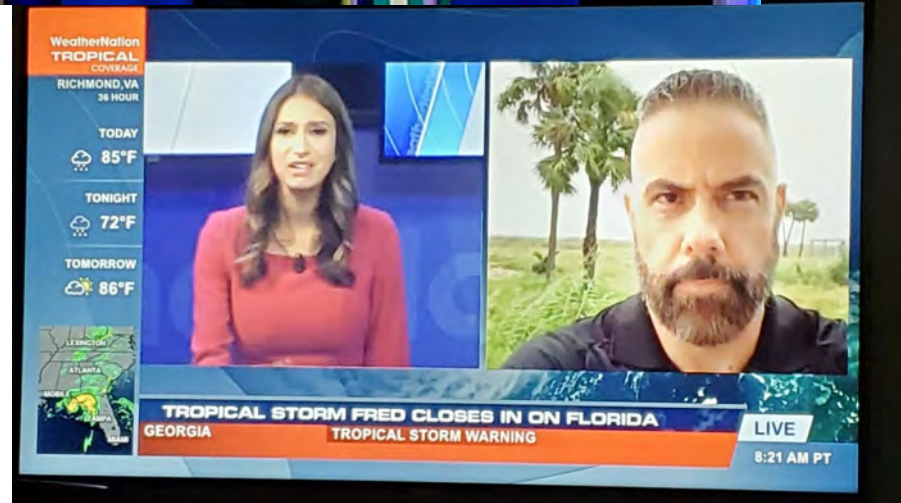 WeatherNation
TROPICAL
COVERAGE
RICHMOND, VA
36 HOUR
TODAY
85°F
TONIGHT
72°F
TOMORROW
86°F
LEXINGTON
ATLANTA
MOBILE
TAMPA
MIAMI
TROPICAL STORM FRED CLOSES IN ON FLORIDA
GEORGIA
TROPICAL STORM WARNING
LIVE
8:21 AM PT